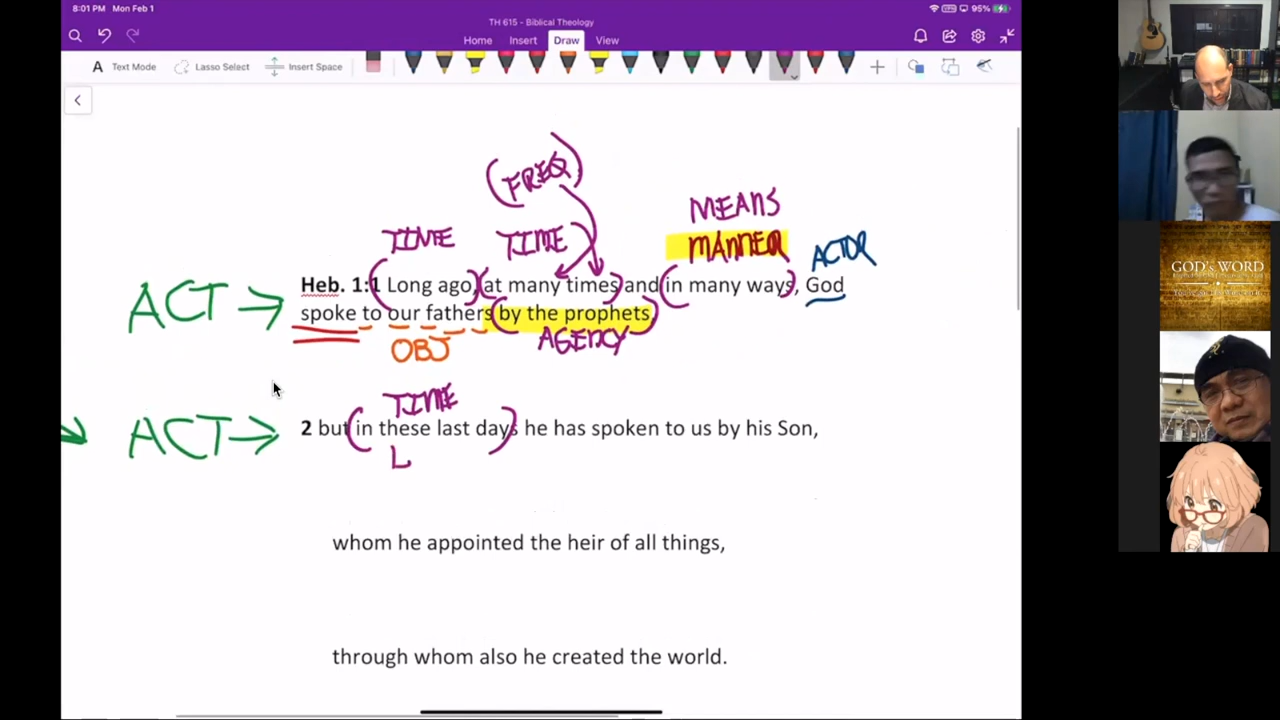 8:01 PM Mon Feb 1
95%
TH 615 - Biblical Theology
Home Insert Draw View
A Text Mode Lasso Select Insert Space
(FREQ)
MEANS
TIME TIME MANNER ACTOR
ACT → Heb. 1:1 (Long ago,) (at many times) and (in many ways), God
spoke to our fathers (by the prophets,)
OBJ AGENCY
TIME
ACT → 2 but (in these last days) he has spoken to us by his Son,
L
whom he appointed the heir of all things,
through whom also he created the world.
GOD'S WORD